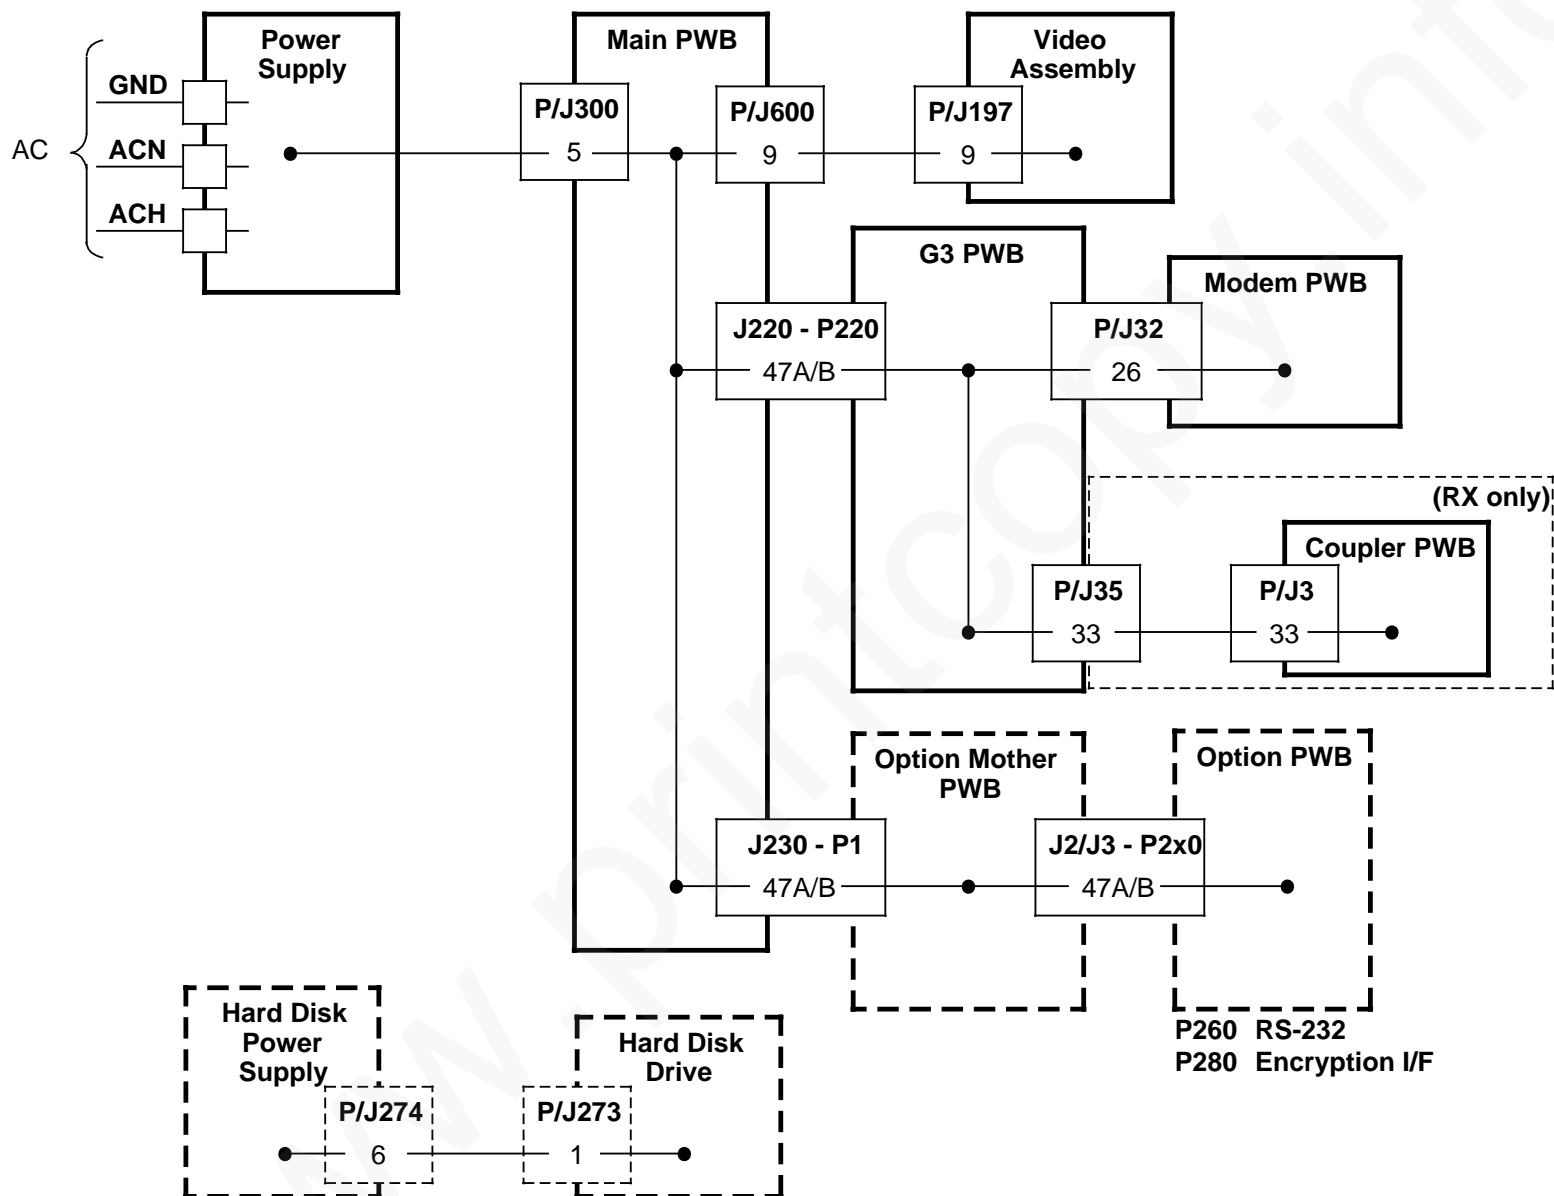 Power
Supply
Main PWB
Video
Assembly
GND
P/J300
P/J600
P/J197
AC
ACN
5
9
9
ACH
G3 PWB
Modem PWB
J220 - P220
P/J32
47A/B
26
(RX only)
Coupler PWB
P/J35
P/J3
33
33
Option Mother
PWB
Option PWB
J230 - P1
J2/J3 - P2x0
47A/B
47A/B
Hard Disk
Power
Supply
Hard Disk
Drive
P260 RS-232
P280 Encryption I/F
P/J274
P/J273
6
1
www.printcopy.info